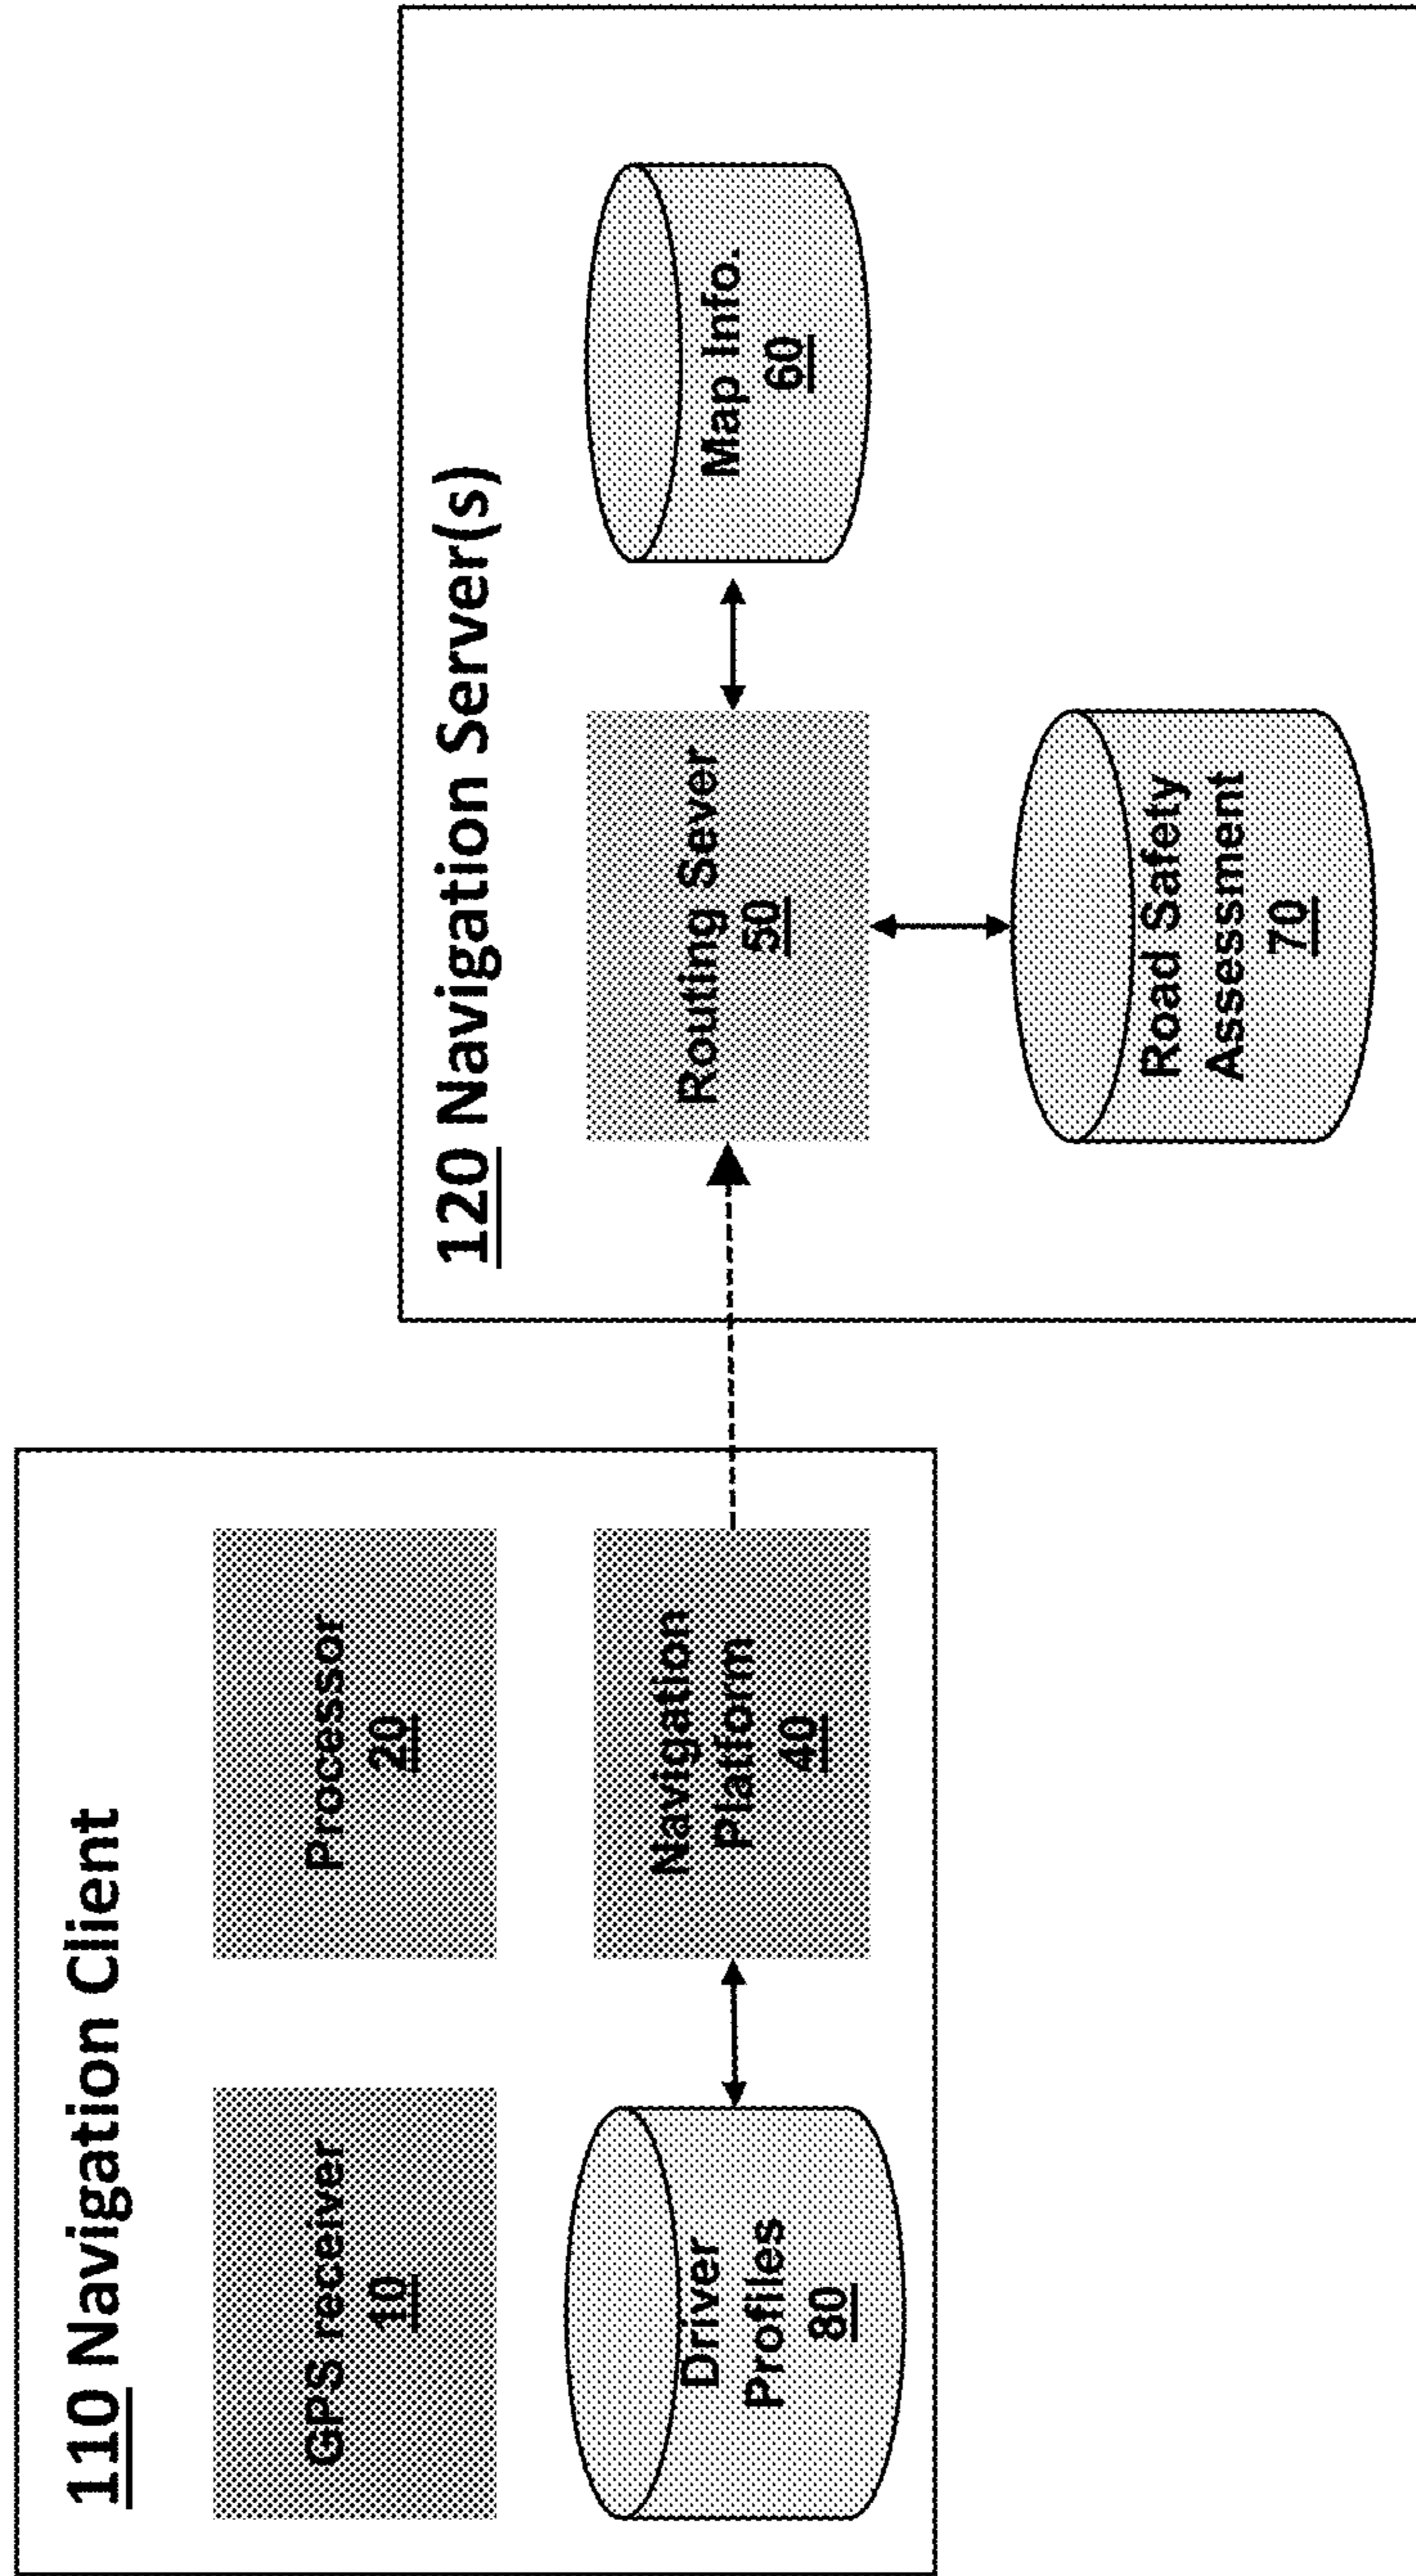 110 Navigation Client
GPS receiver
10
Processor
20
Driver
Profiles
80
Navigation
Platform
40
120 Navigation Server(s)
Routing Sever
50
Map Info.
60
Road Safety
Assessment
70